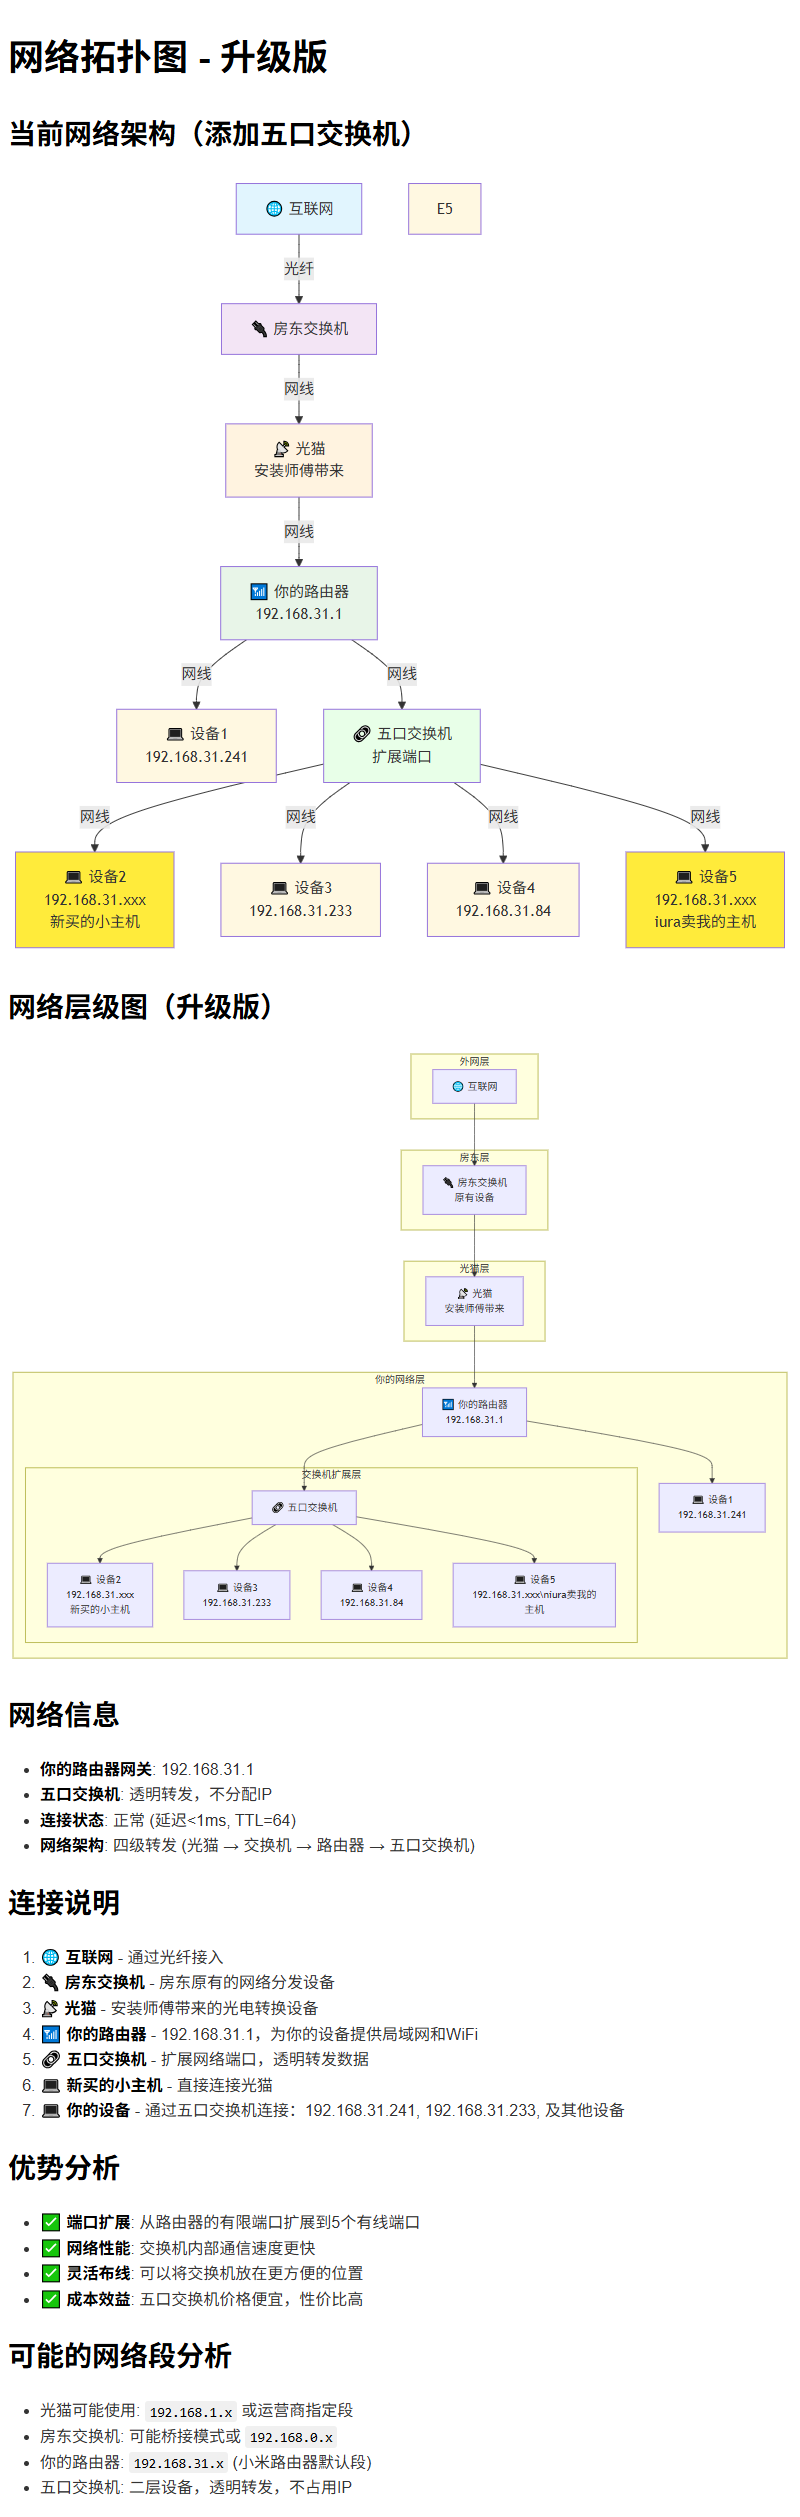 网络拓扑图 - 升级版
当前网络架构（添加五口交换机）
🌐 互联网
E5
光纤
🔌 房东交换机
网线
📡 光猫
安装师傅带来
网线
📶 你的路由器
192.168.31.1
网线
网线
💻 设备1
192.168.31.241
🔗 五口交换机
扩展端口
网线
网线
网线
网线
💻 设备2
192.168.31.xxx
新买的小主机
💻 设备3
192.168.31.233
💻 设备4
192.168.31.84
💻 设备5
192.168.31.xxx
iura卖我的主机
网络层级图（升级版）
外网层
🌐 互联网
房东层
🔌 房东交换机
原有设备
光猫层
📡 光猫
安装师傅带来
你的网络层
📶 你的路由器
192.168.31.1
交换机扩展层
🔗 五口交换机
💻 设备1
192.168.31.241
💻 设备2
192.168.31.xxx
新买的小主机
💻 设备3
192.168.31.233
💻 设备4
192.168.31.84
💻 设备5
192.168.31.xxx\niura卖我的
主机
网络信息
• 你的路由器网关: 192.168.31.1
• 五口交换机: 透明转发，不分配IP
• 连接状态: 正常 (延迟<1ms, TTL=64)
• 网络架构: 四级转发 (光猫 → 交换机 → 路由器 → 五口交换机)
连接说明
1. 🌐 互联网 - 通过光纤接入
2. 🔌 房东交换机 - 房东原有的网络分发设备
3. 📡 光猫 - 安装师傅带来的光电转换设备
4. 📶 你的路由器 - 192.168.31.1，为你的设备提供局域网和WiFi
5. 🔗 五口交换机 - 扩展网络端口，透明转发数据
6. 💻 新买的小主机 - 直接连接光猫
7. 💻 你的设备 - 通过五口交换机连接：192.168.31.241, 192.168.31.233, 及其他设备
优势分析
• ✅ 端口扩展: 从路由器的有限端口扩展到5个有线端口
• ✅ 网络性能: 交换机内部通信速度更快
• ✅ 灵活布线: 可以将交换机放在更方便的位置
• ✅ 成本效益: 五口交换机价格便宜，性价比高
可能的网络段分析
• 光猫可能使用: 192.168.1.x 或运营商指定段
• 房东交换机: 可能桥接模式或 192.168.0.x
• 你的路由器: 192.168.31.x (小米路由器默认段)
• 五口交换机: 二层设备，透明转发，不占用IP